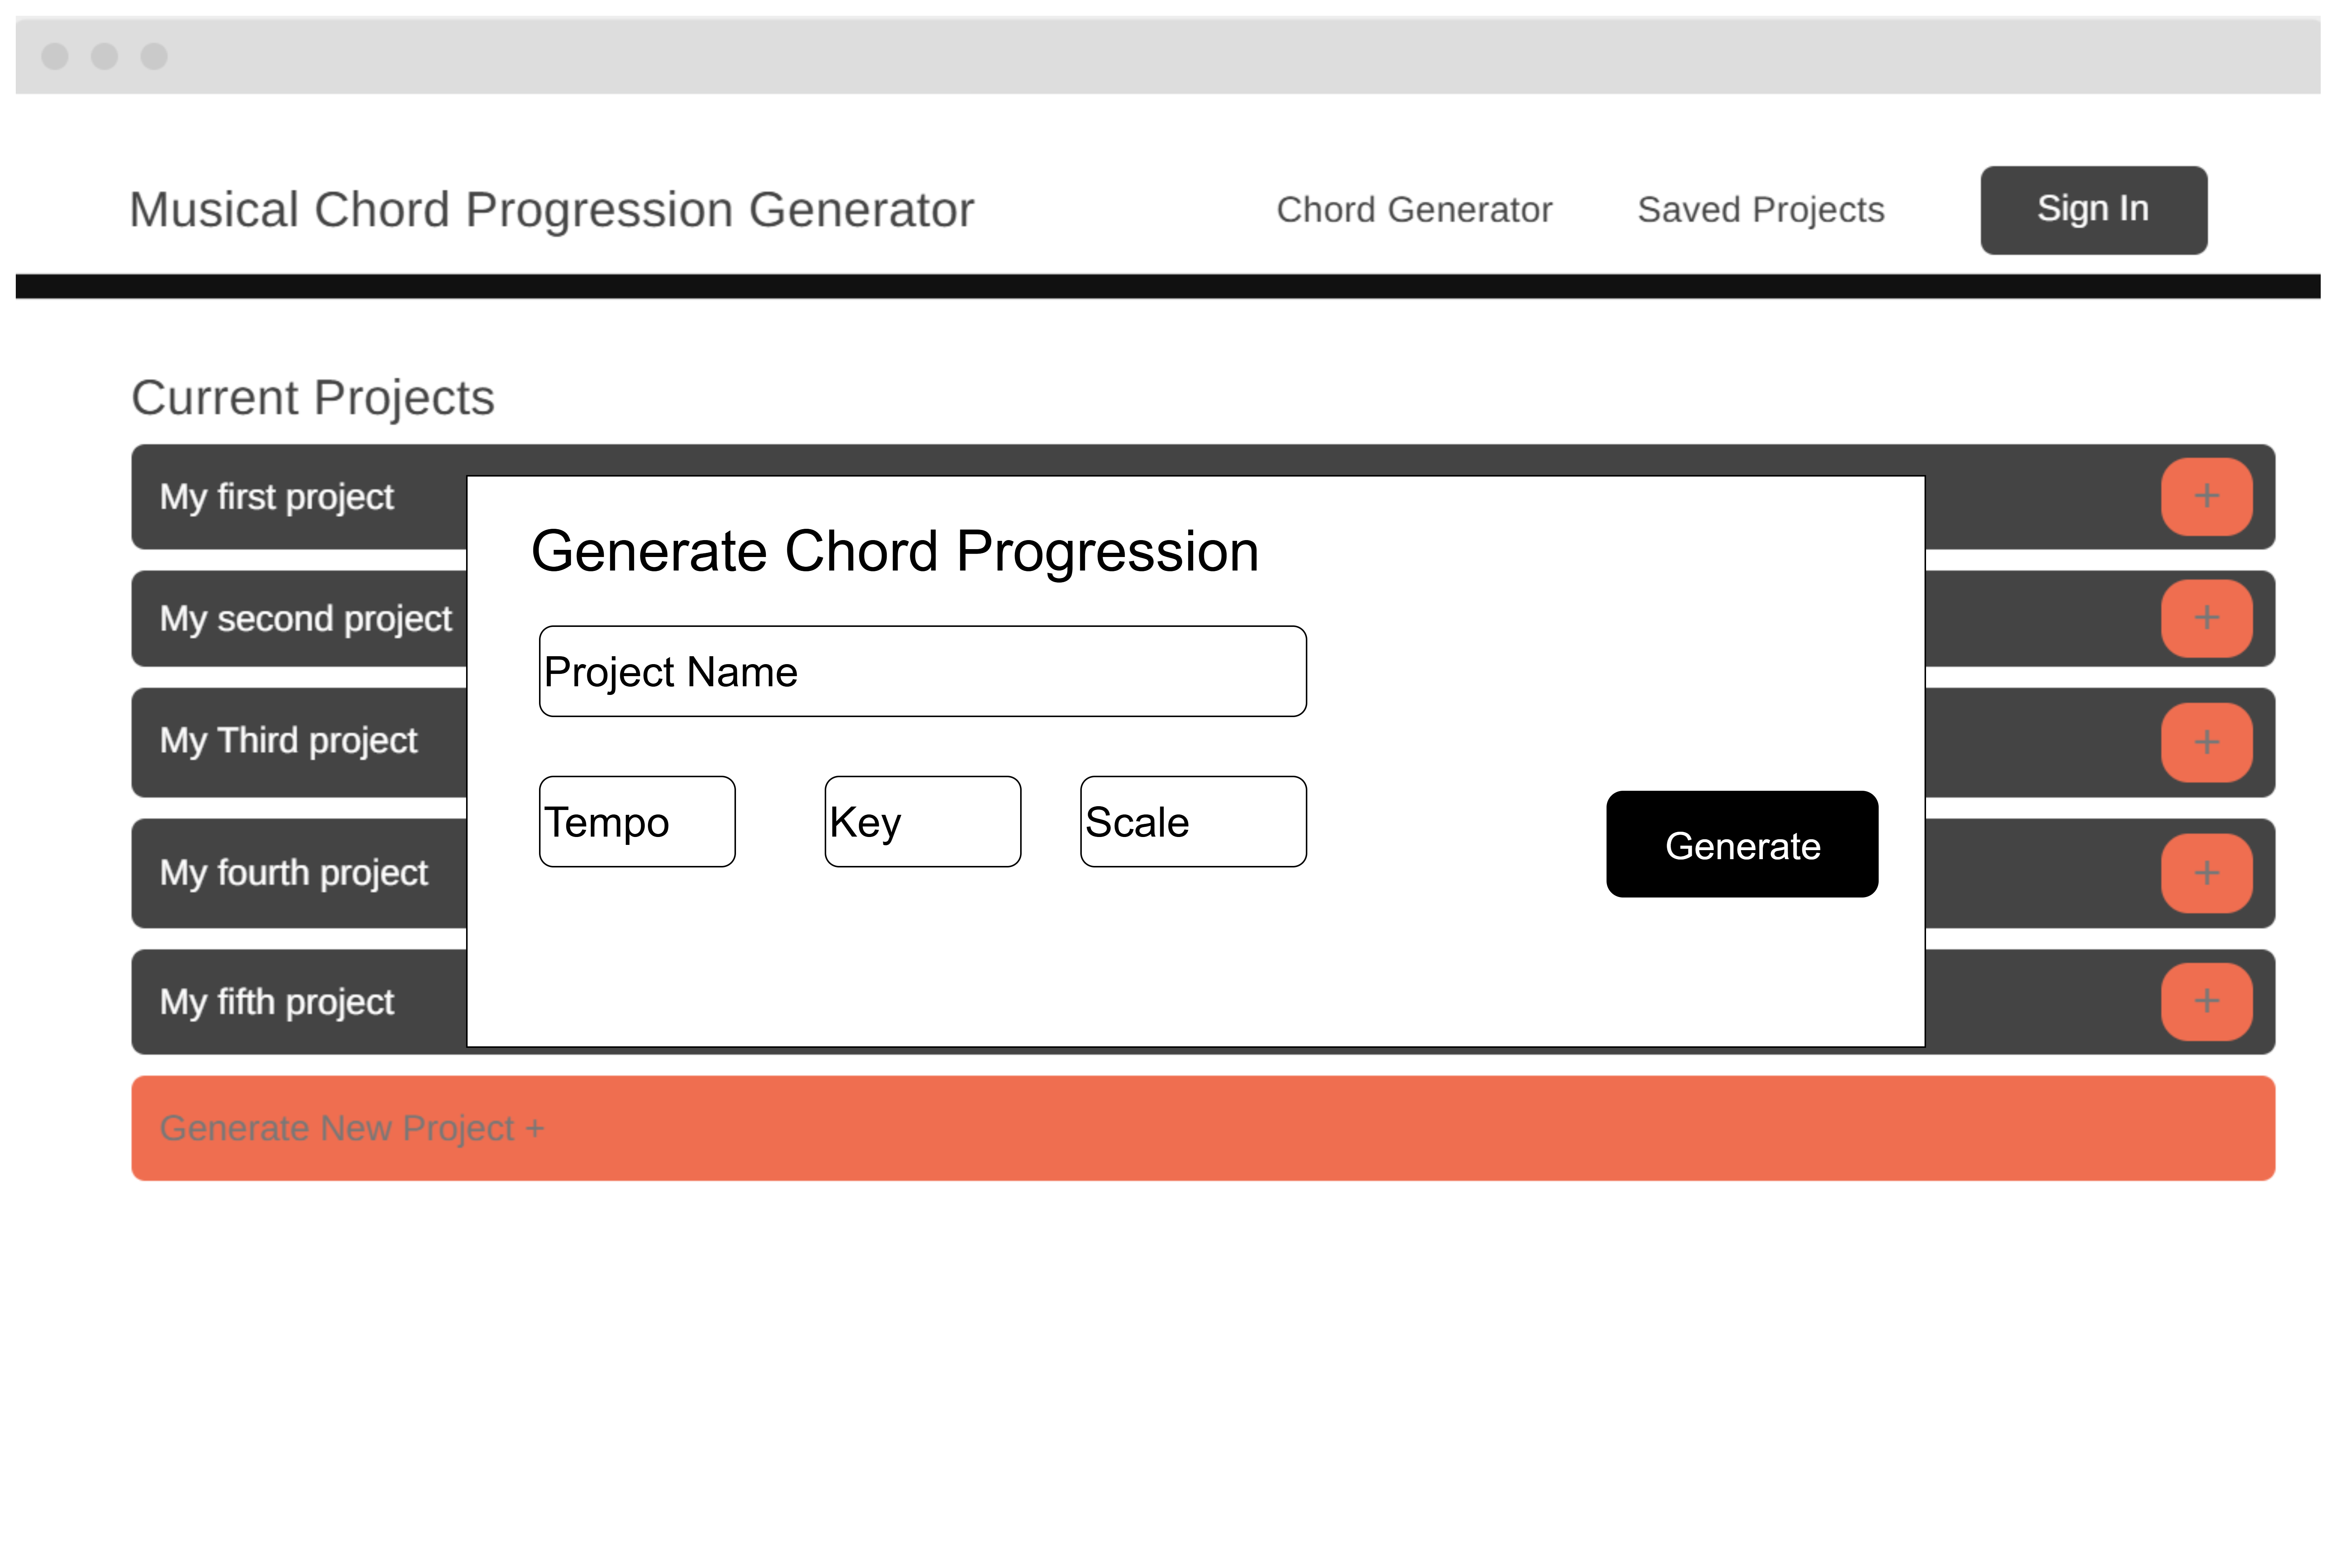 Musical Chord Progression Generator
Chord Generator
Saved Projects
Sign In
Current Projects
My first project
+
Generate Chord Progression
My second project
+
Project Name
My Third project
+
Tempo
Key
Scale
Generate
My fourth project
+
My fifth project
+
Generate New Project +